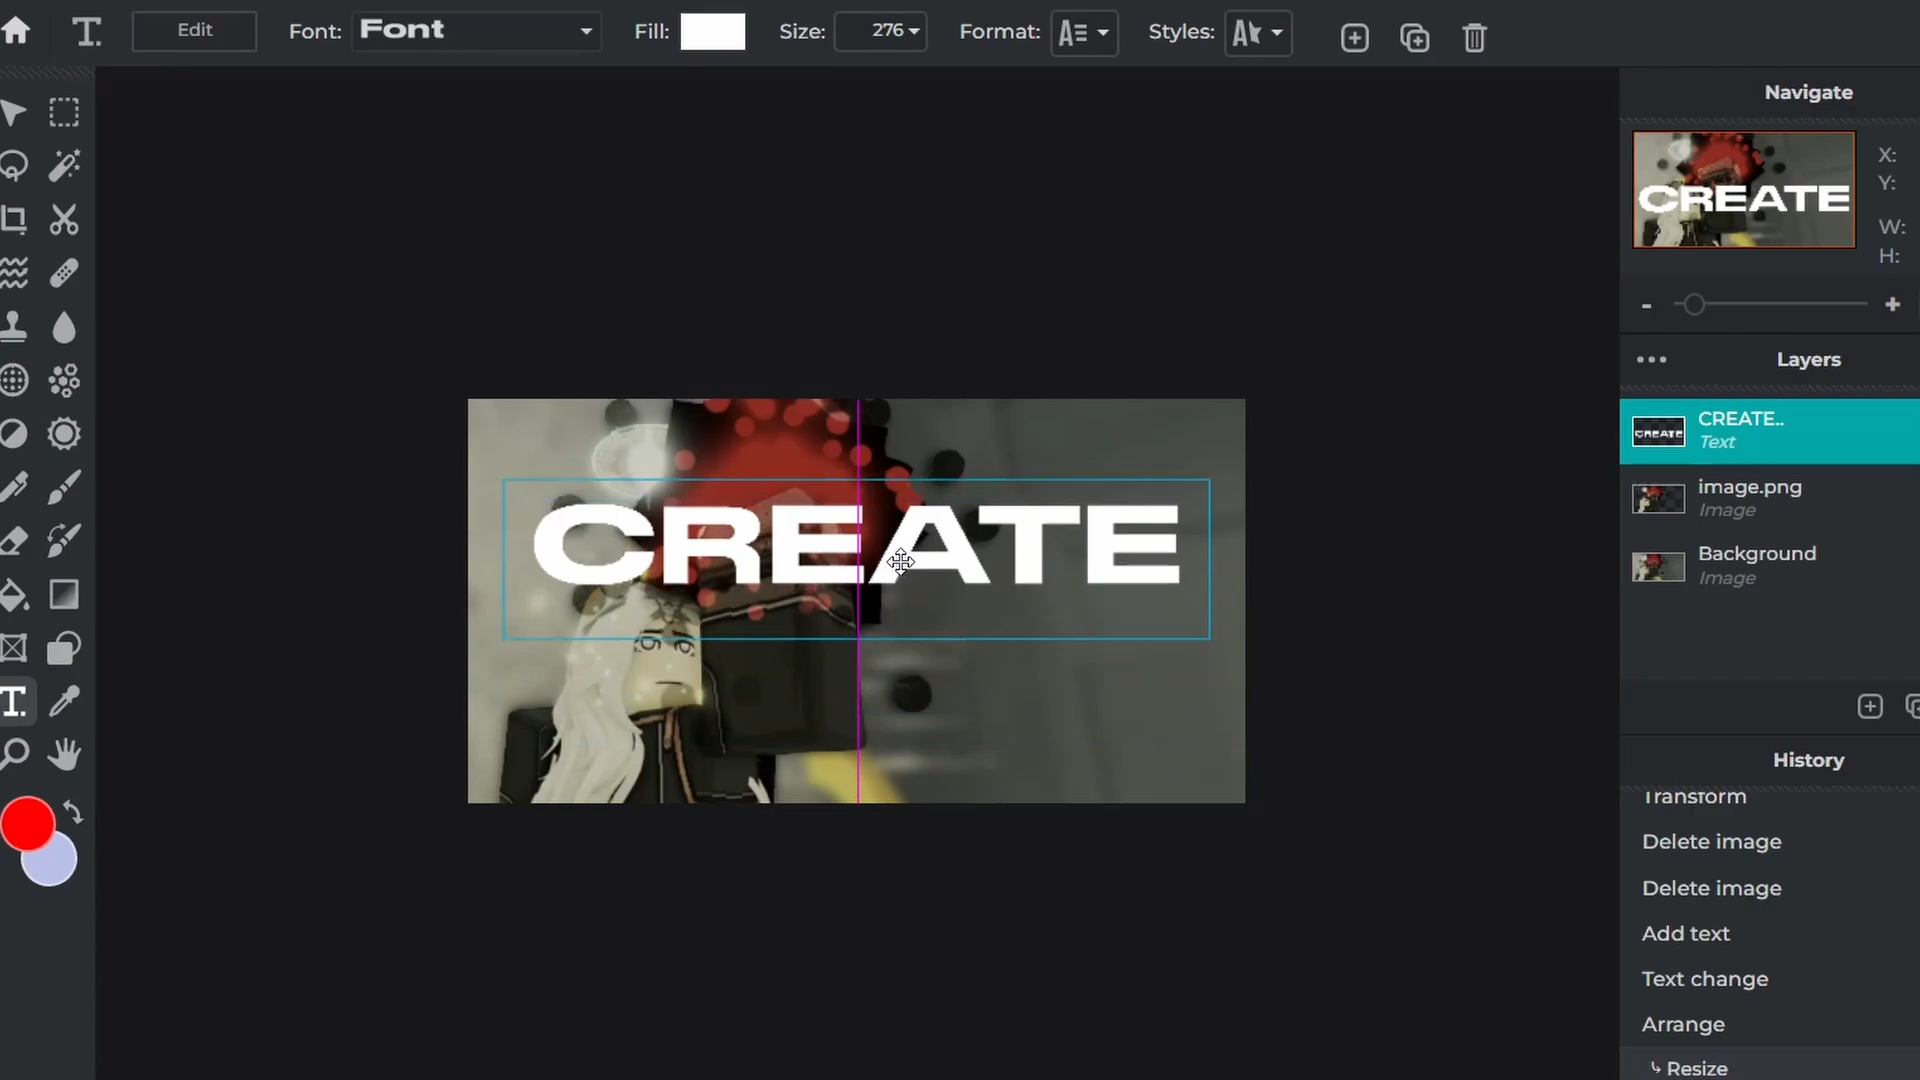 T. Edit Font: Font Fill: Size: 276 Format: A Styles: A
Navigate
CREATE
X:
Y:
W:
H:
- +
Layers
CREATE CREATE..
Text
image.png
Image
Background
Image
CREATE
T.
History
Transform
Delete image
Delete image
Add text
Text change
Arrange
Resize